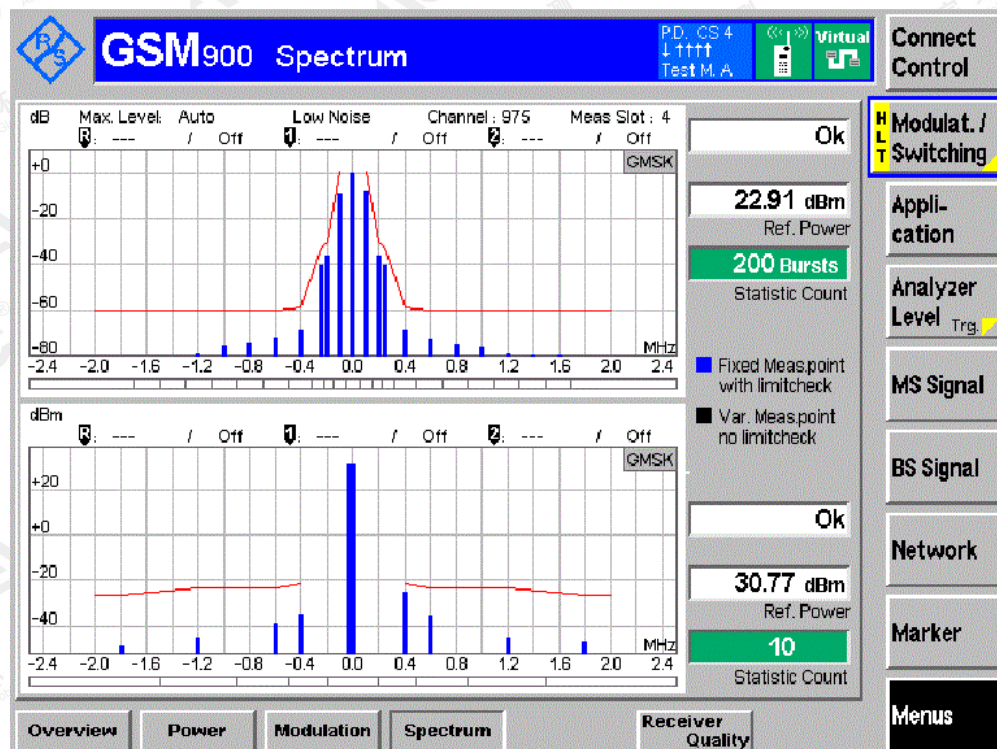 R/S
GSM900 Spectrum
PD. CS 4
Test M. A.
Virtual
Connect Control
H L T
Modulat. / Switching
Appli-cation
Analyzer Level Trg.
MS Signal
BS Signal
Network
Marker
Menus
dB Max. Level: Auto Low Noise Channel : 975 Meas Slot : 4
R: --- / Off 1: --- / Off 2: --- / Off
GMSK
+0
-20
-40
-60
-80
MHz
-2.4 -2.0 -1.6 -1.2 -0.8 -0.4 0.0 0.4 0.8 1.2 1.6 2.0 2.4
Ok
22.91 dBm
Ref. Power
200 Bursts
Statistic Count
Fixed Meas.point
with limitcheck
Var. Meas.point
no limitcheck
dBm
R: --- / Off 1: --- / Off 2: --- / Off
GMSK
+20
+0
-20
-40
MHz
-2.4 -2.0 -1.6 -1.2 -0.8 -0.4 0.0 0.4 0.8 1.2 1.6 2.0 2.4
Ok
30.77 dBm
Ref. Power
10
Statistic Count
Overview
Power
Modulation
Spectrum
Receiver
Quality